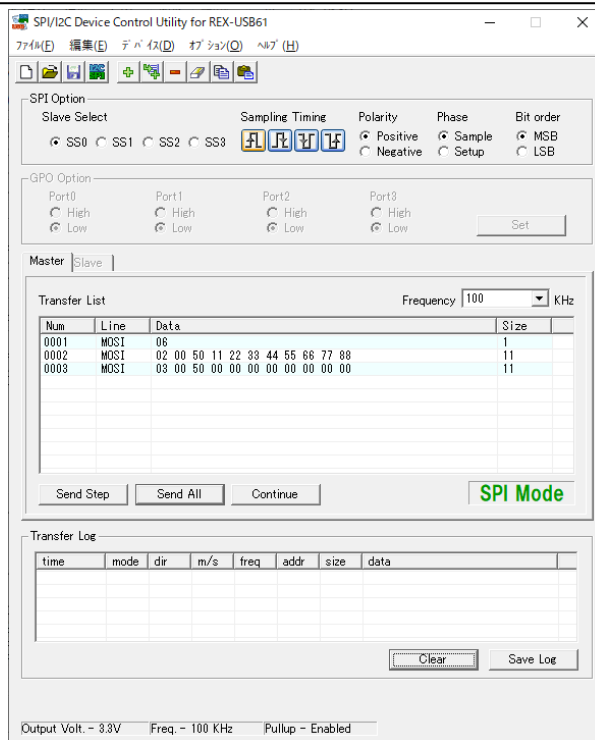 SPI/I2C Device Control Utility for REX-USB61
ファイル(F) 編集(E) デバイス(D) オプション(O) ヘルプ(H)
SPI Option
Slave Select Sampling Timing Polarity Phase Bit order
SS0 SS1 SS2 SS3 Positive Sample MSB
Negative Setup LSB
GPO Option
Port0 Port1 Port2 Port3
High High High High
Low Low Low Low Set
Master Slave
Transfer List Frequency 100 KHz
Num Line Data Size
0001 MOSI 06 1
0002 MOSI 02 00 50 11 22 33 44 55 66 77 88 11
0003 MOSI 03 00 50 00 00 00 00 00 00 00 00 11
Send Step Send All Continue SPI Mode
Transfer Log
time mode dir m/s freq addr size data
Clear Save Log
Output Volt. - 3.3V Freq. - 100 KHz Pullup - Enabled